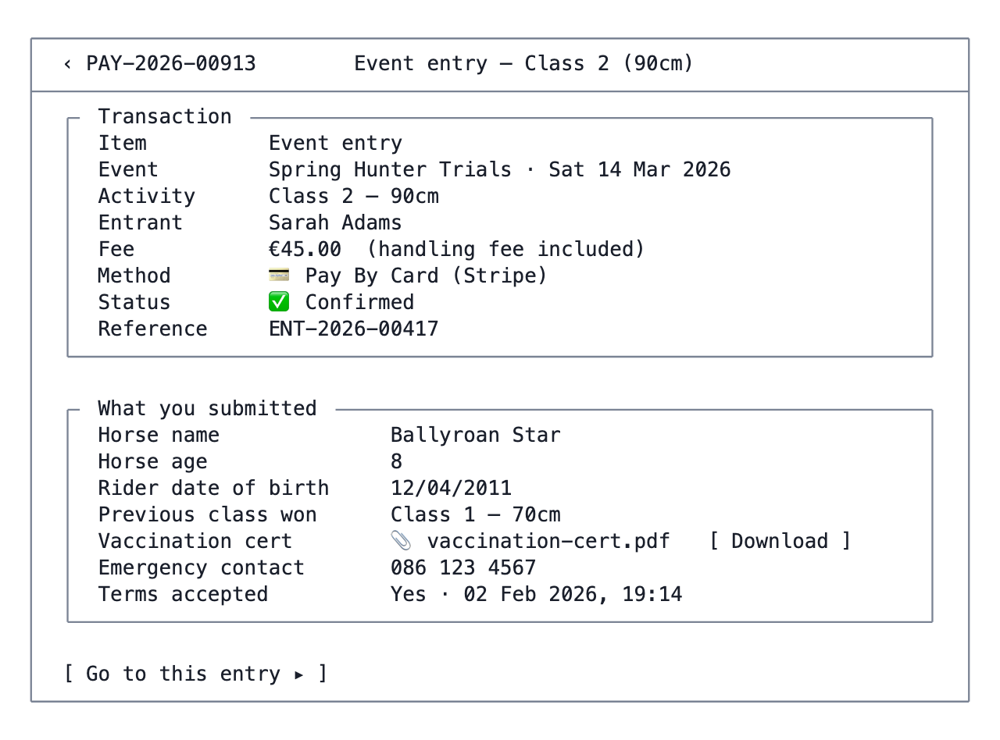 ‹ PAY–2026–00913 Event entry — Class 2 (90cm)
Transaction
Item Event entry
Event Spring Hunter Trials · Sat 14 Mar 2026
Activity Class 2 — 90cm
Entrant Sarah Adams
Fee €45.00 (handling fee included)
Method 💳 Pay By Card (Stripe)
Status ✅ Confirmed
Reference ENT–2026–00417
What you submitted
Horse name Ballyroan Star
Horse age 8
Rider date of birth 12/04/2011
Previous class won Class 1 — 70cm
Vaccination cert 📎 vaccination–cert.pdf [ Download ]
Emergency contact 086 123 4567
Terms accepted Yes · 02 Feb 2026, 19:14
[ Go to this entry ▸ ]